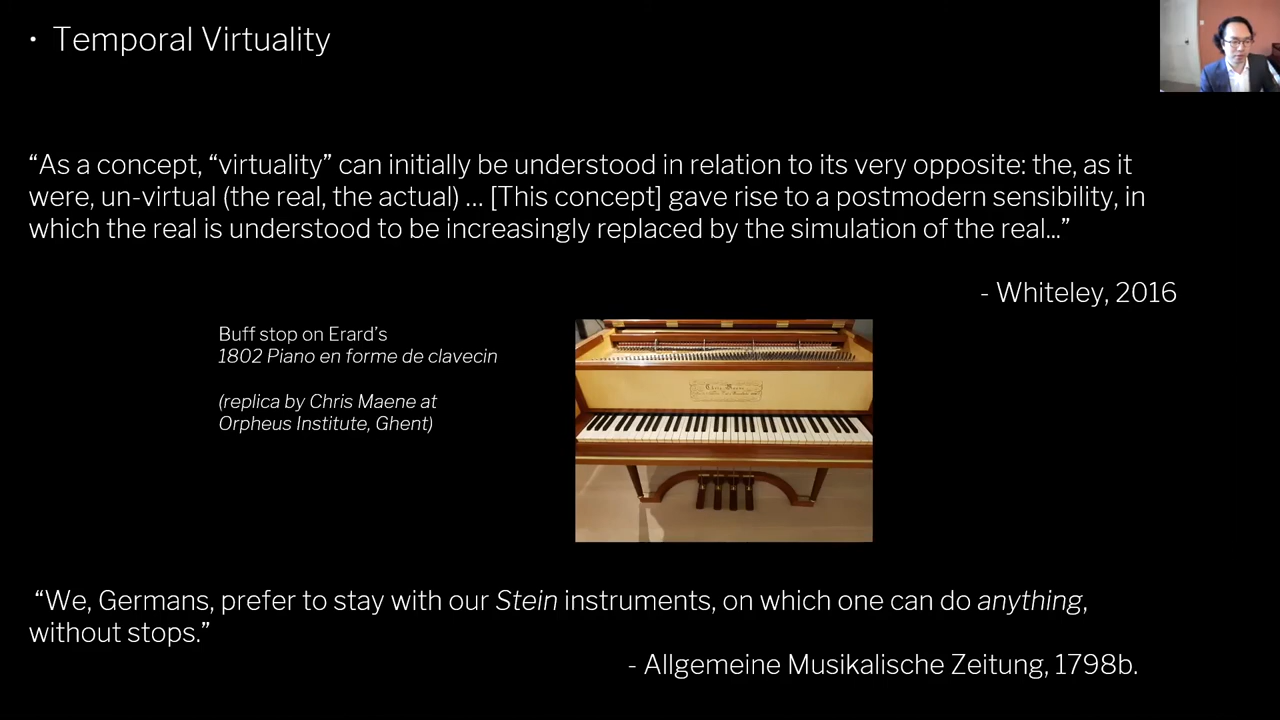 • Temporal Virtuality
“As a concept, “virtuality” can initially be understood in relation to its very opposite: the, as it
were, un-virtual (the real, the actual) ... [This concept] gave rise to a postmodern sensibility, in
which the real is understood to be increasingly replaced by the simulation of the real...”
- Whiteley, 2016
Buff stop on Erard’s
1802 Piano en forme de clavecin
(replica by Chris Maene at
Orpheus Institute, Ghent)
“We, Germans, prefer to stay with our Stein instruments, on which one can do anything,
without stops.”
- Allgemeine Musikalische Zeitung, 1798b.